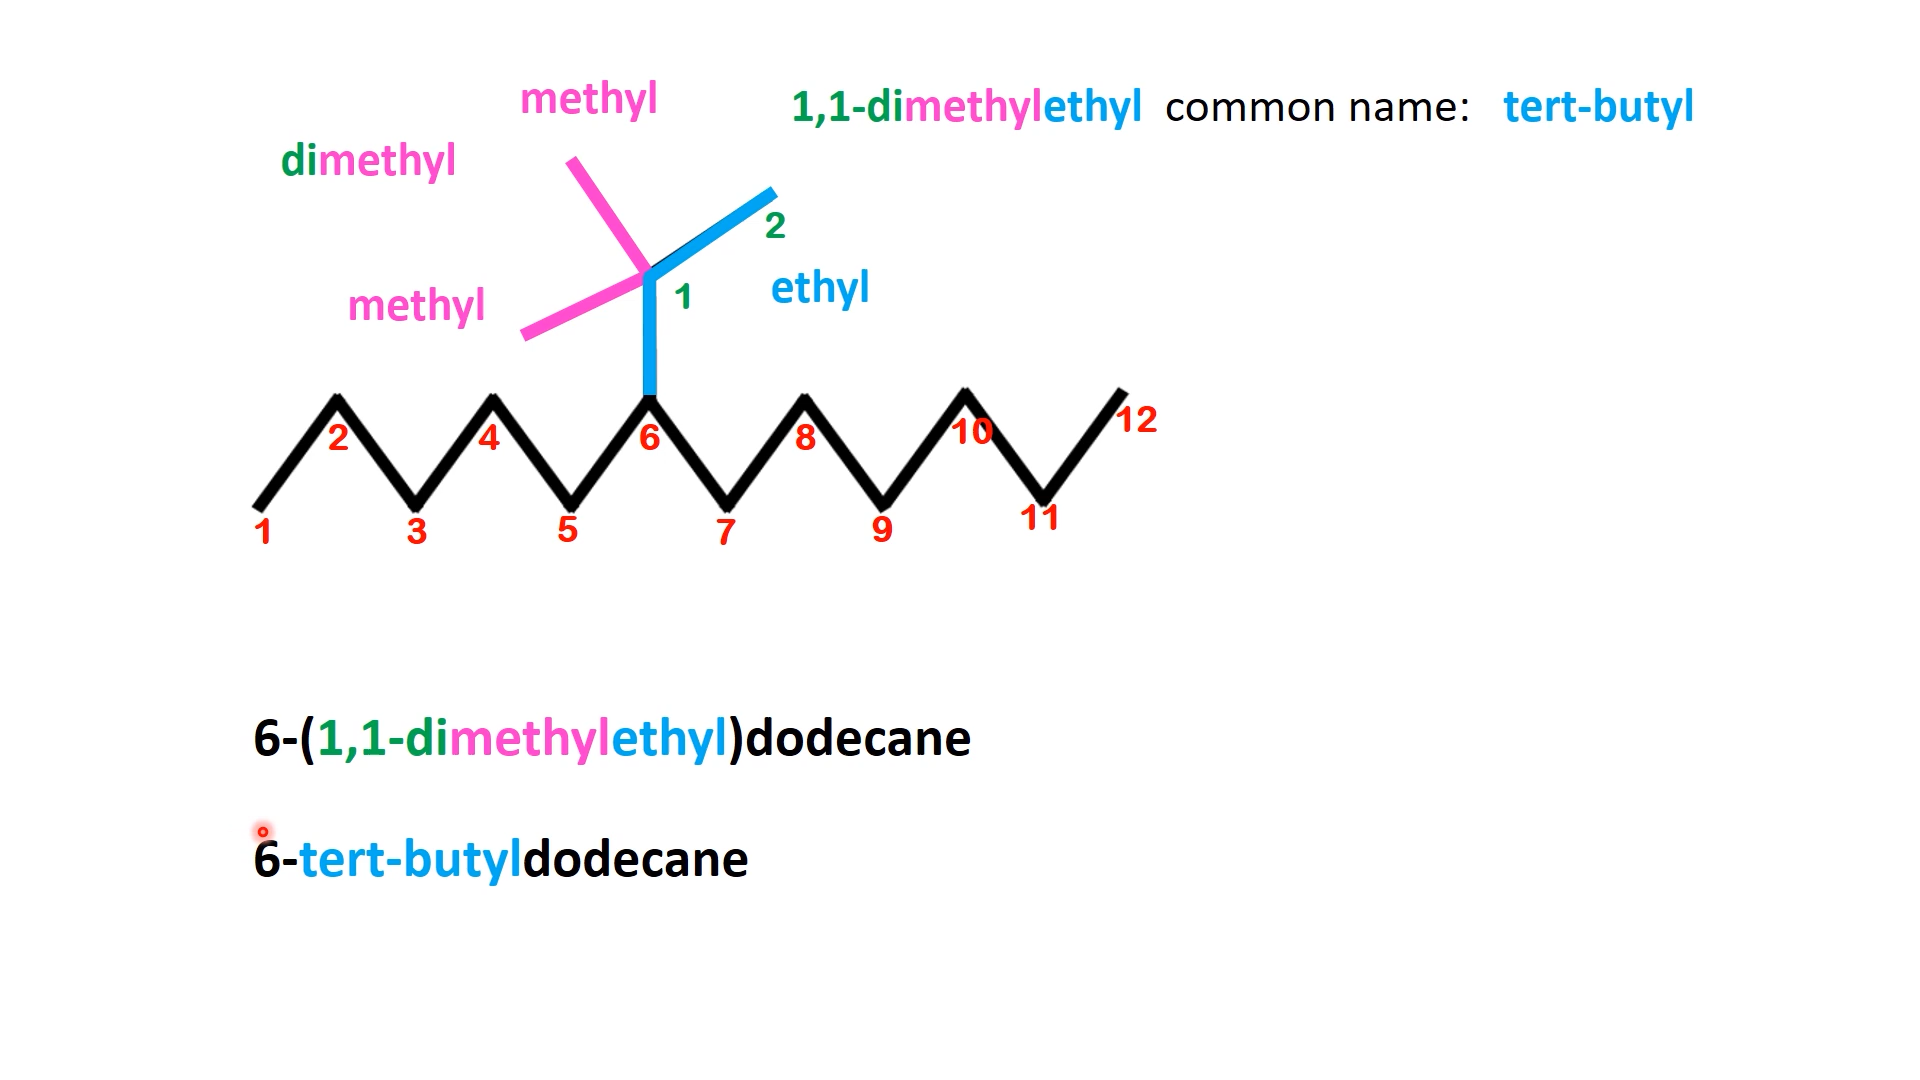 methyl
1,1-dimethylethyl common name: tert-butyl
dimethyl
2
ethyl
1
methyl
2 4 6 8 10 12
1 3 5 7 9 11
6-(1,1-dimethylethyl)dodecane
6-tert-butyldodecane